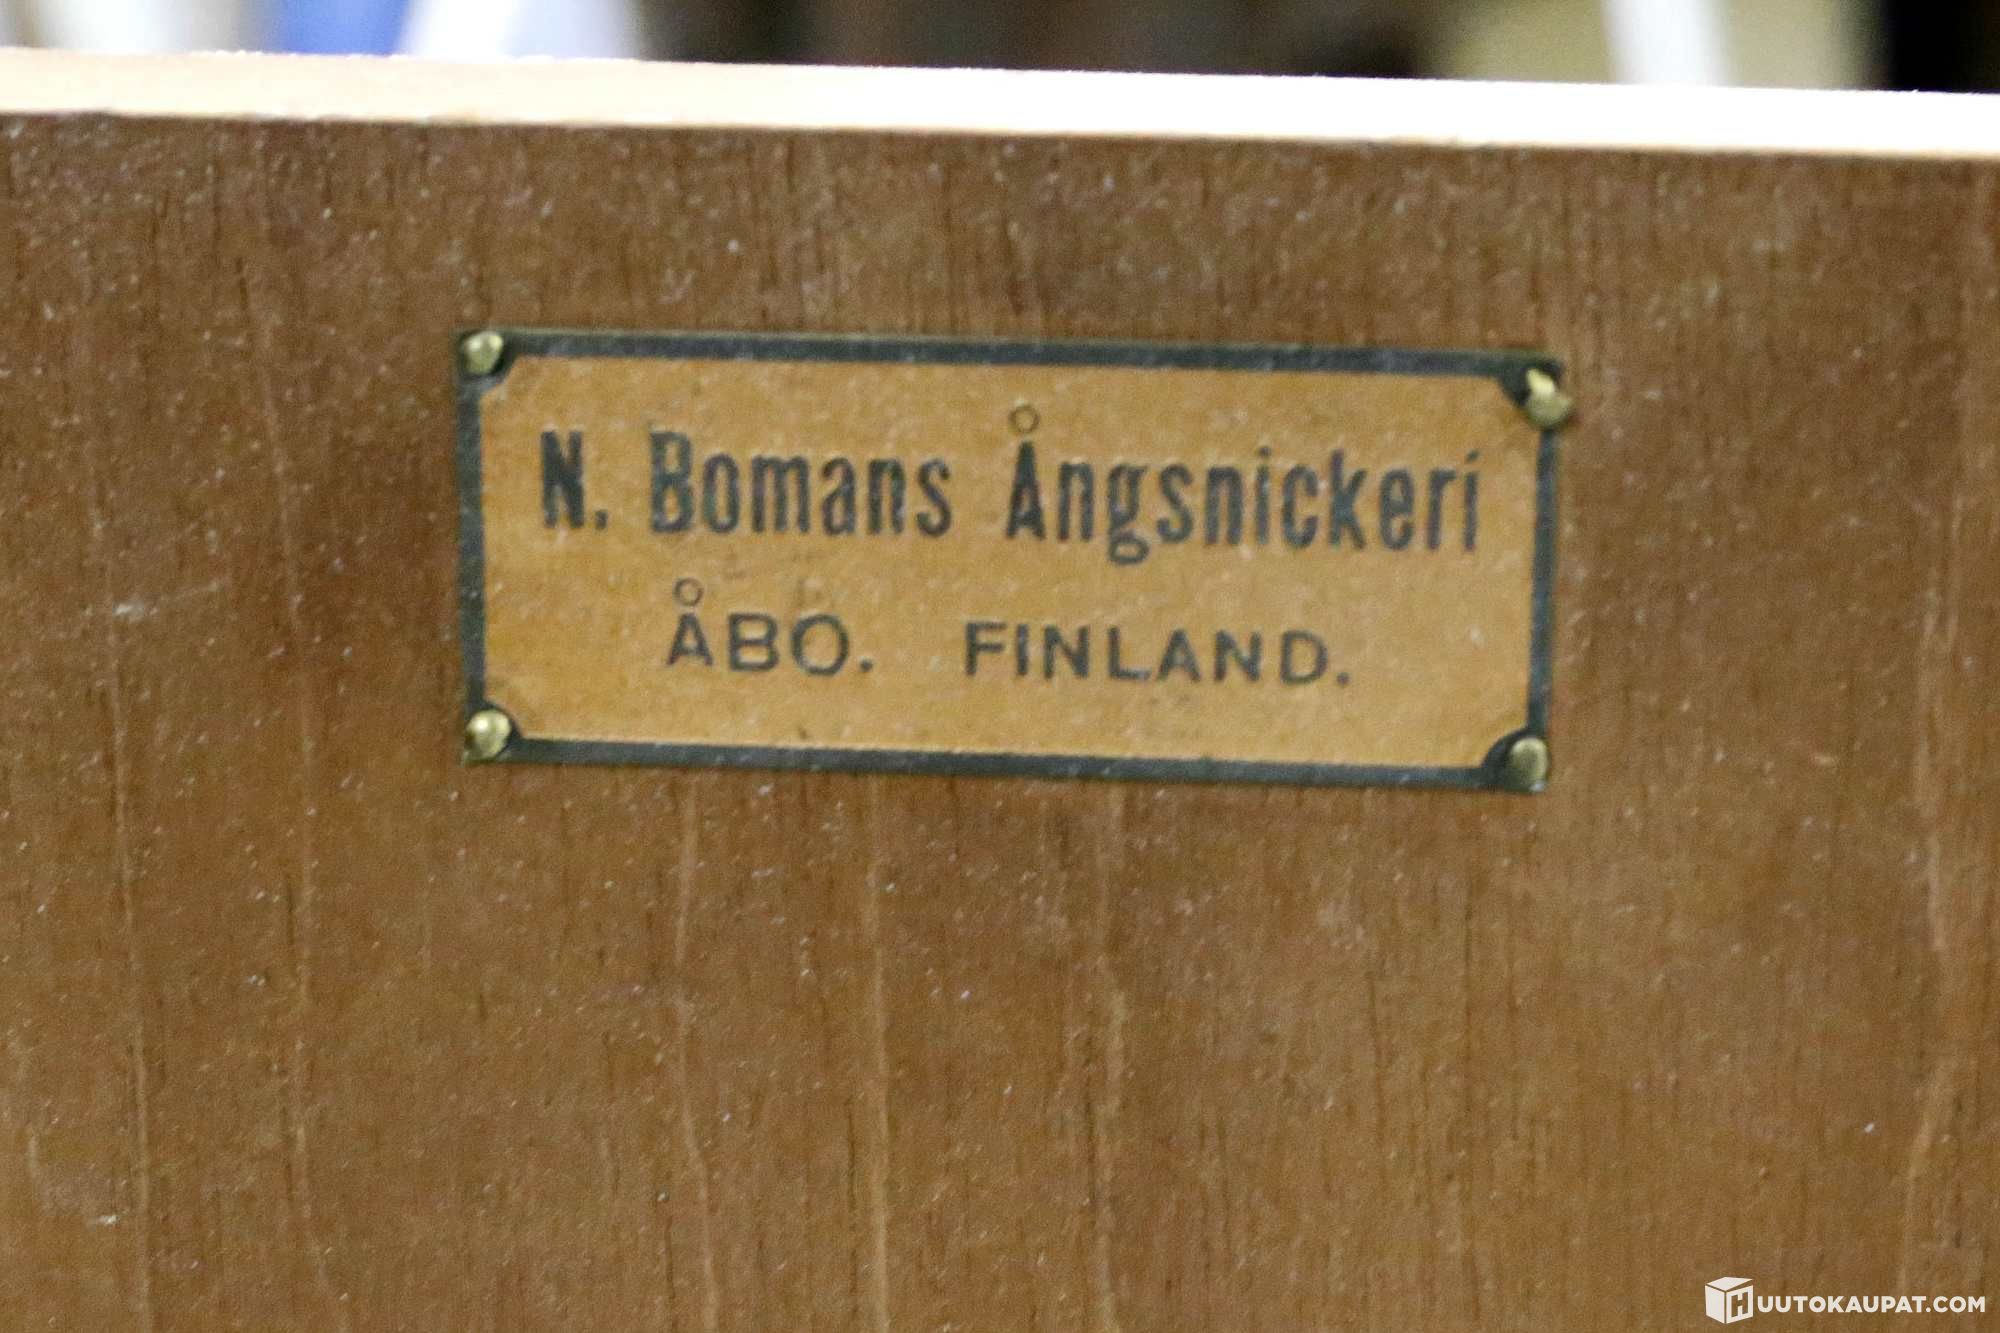 N. Bomans Ångsnickeri
ÅBO. FINLAND.
HUUTOKAUPAT.COM